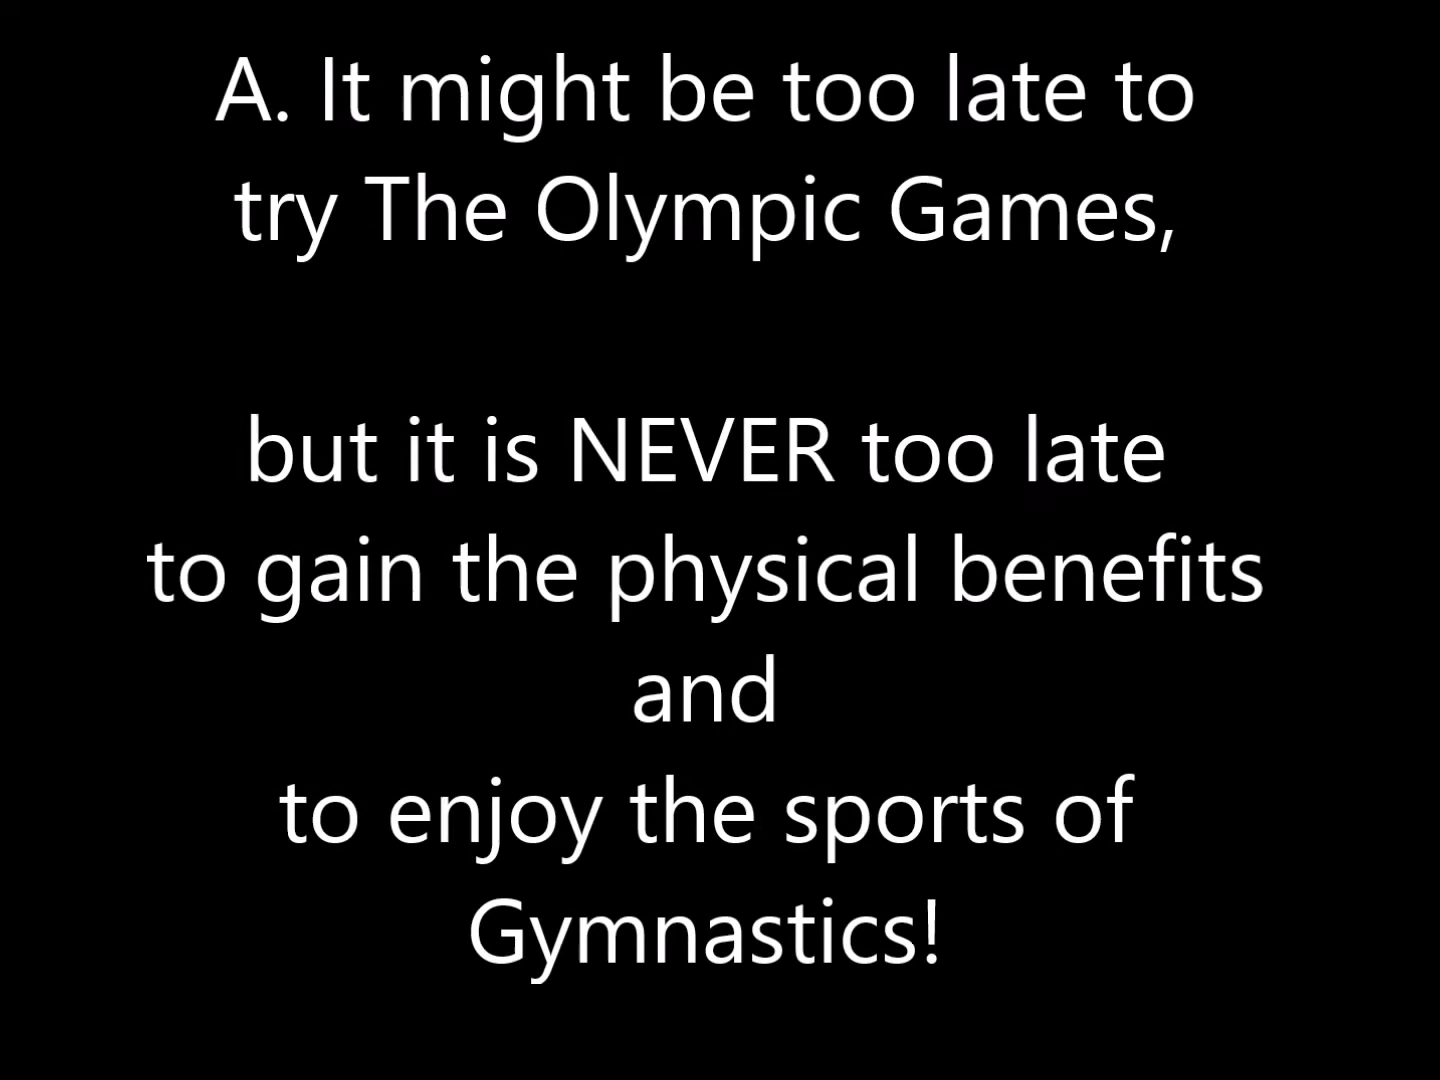 A. It might be too late to
try The Olympic Games,
but it is NEVER too late
to gain the physical benefits
and
to enjoy the sports of
Gymnastics!